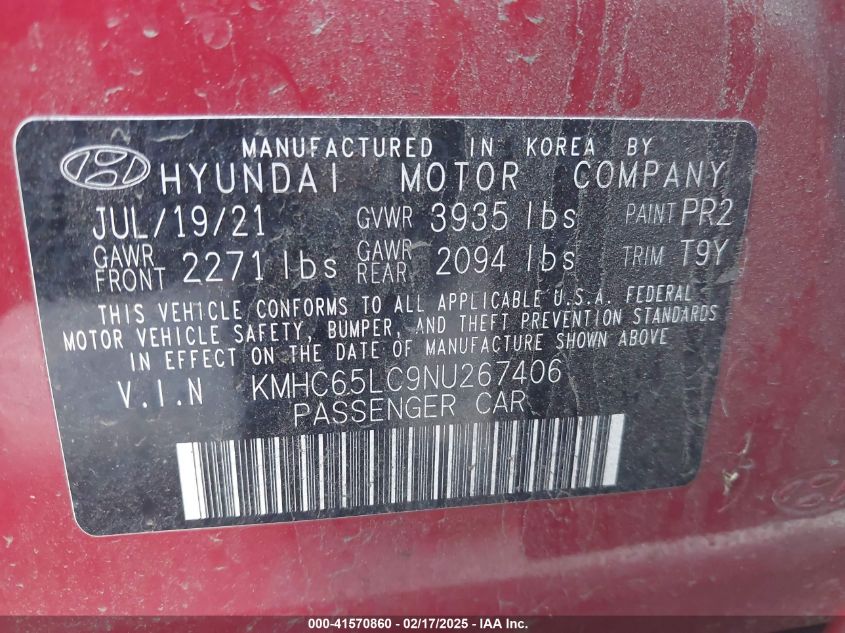 MANUFACTURED IN KOREA BY
HYUNDAI MOTOR COMPANY
JUL/19/21 GVWR 3935 lbs PAINT PR2
GAWR FRONT 2271 lbs GAWR REAR 2094 lbs TRIM T9Y
THIS VEHICLE CONFORMS TO ALL APPLICABLE U.S.A. FEDERAL
MOTOR VEHICLE SAFETY, BUMPER, AND THEFT PREVENTION STANDARDS
IN EFFECT ON THE DATE OF MANUFACTURE SHOWN ABOVE.
V.I.N KMHC65LC9NU267406
PASSENGER CAR
000-41570860 - 02/17/2025 - IAA Inc.